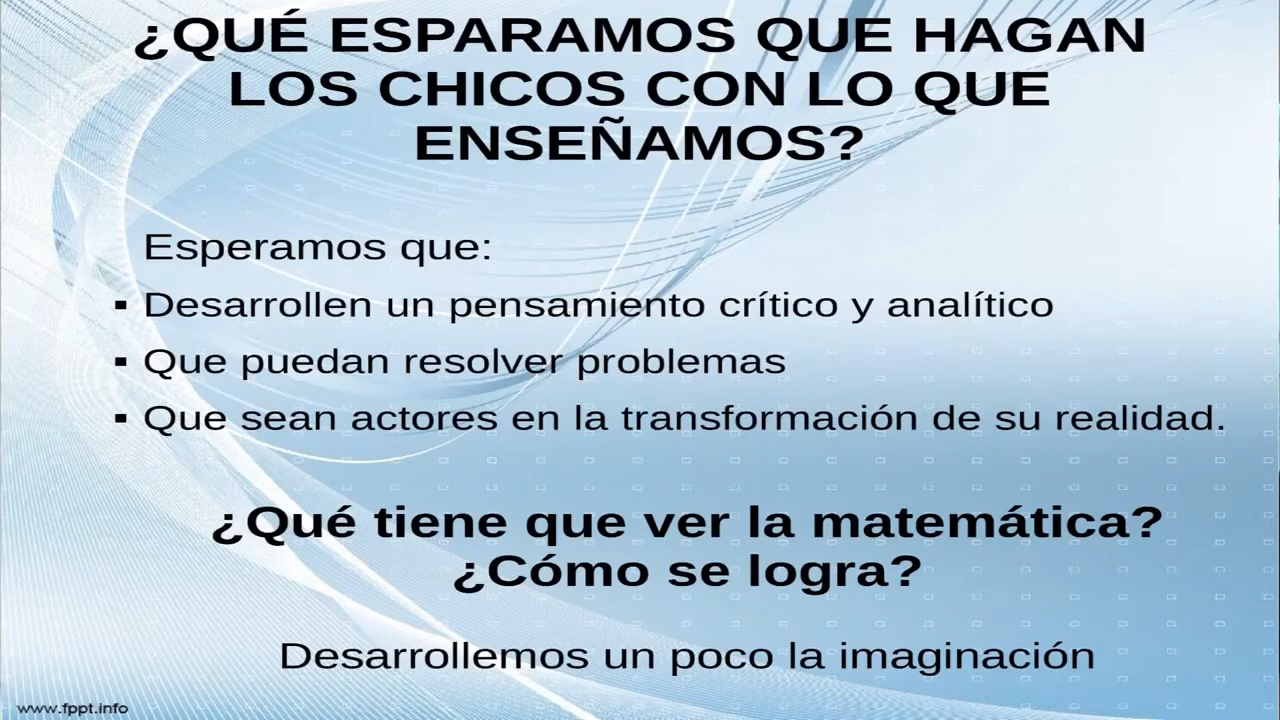 ¿QUÉ ESPARAMOS QUE HAGAN
LOS CHICOS CON LO QUE
ENSEÑAMOS?
Esperamos que:
▪ Desarrollen un pensamiento crítico y analítico
▪ Que puedan resolver problemas
▪ Que sean actores en la transformación de su realidad.
¿Qué tiene que ver la matemática?
¿Cómo se logra?
Desarrollemos un poco la imaginación
www.fppt.info